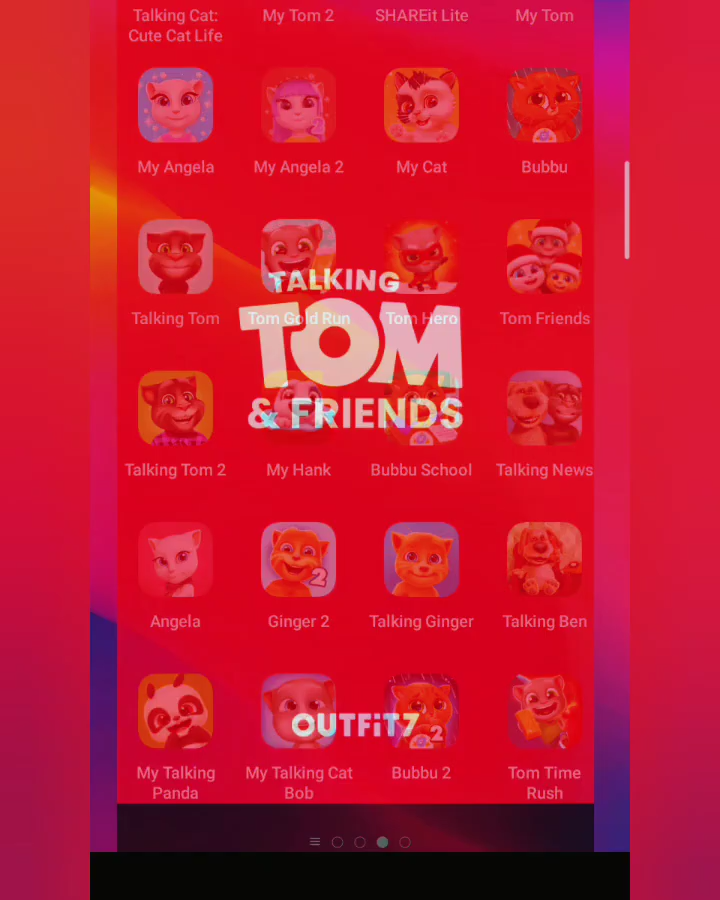 Talking Cat:
Cute Cat Life
My Tom 2
SHAREit Lite
My Tom
My Angela
My Angela 2
My Cat
Bubbu
TALKING
TOM
& FRIENDS
Talking Tom
Tom Gold Run
Tom Hero
Tom Friends
Talking Tom 2
My Hank
Bubbu School
Talking News
Angela
2
Ginger 2
Talking Ginger
Talking Ben
OUTFiT7
2
My Talking
Panda
My Talking Cat
Bob
Bubbu 2
Tom Time
Rush